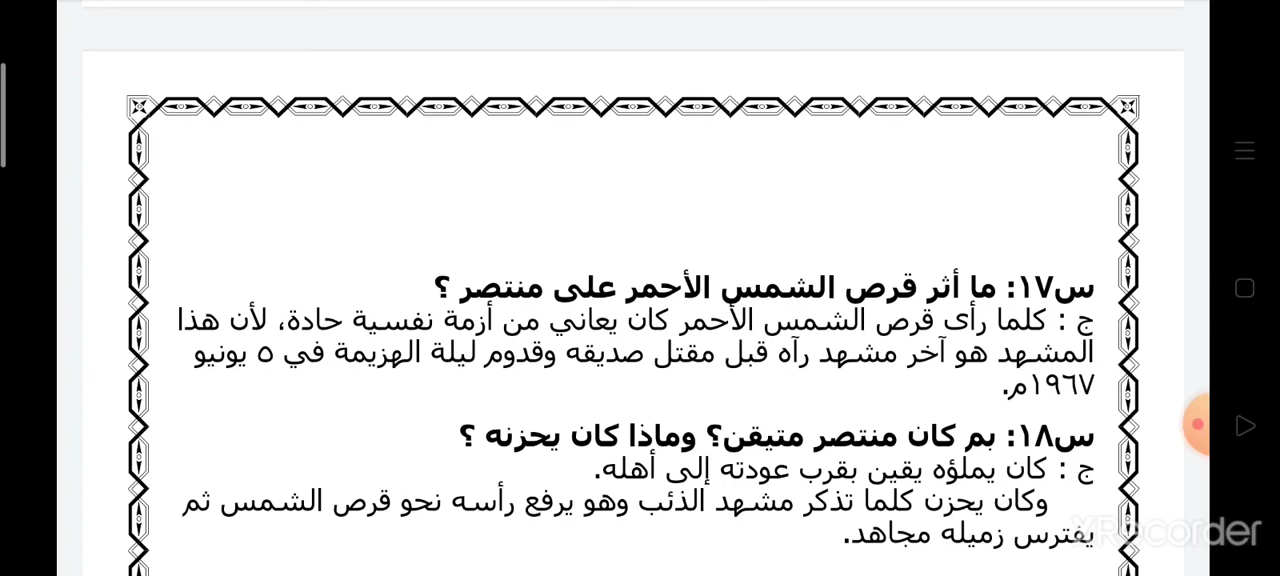 س١٧: ما أثر قرص الشمس الأحمر على منتصر ؟
ج : كلما رأى قرص الشمس الأحمر كان يعاني من أزمة نفسية حادة، لأن هذا
المشهد هو آخر مشهد رآه قبل مقتل صديقه وقدوم ليلة الهزيمة في ٥ يونيو
١٩٦٧م.
س١٨: بم كان منتصر متيقن؟ وماذا كان يحزنه ؟
ج : كان يملؤه يقين بقرب عودته إلى أهله.
وكان يحزن كلما تذكر مشهد الذئب وهو يرفع رأسه نحو قرص الشمس ثم
يفترس زميله مجاهد.
XRecorder